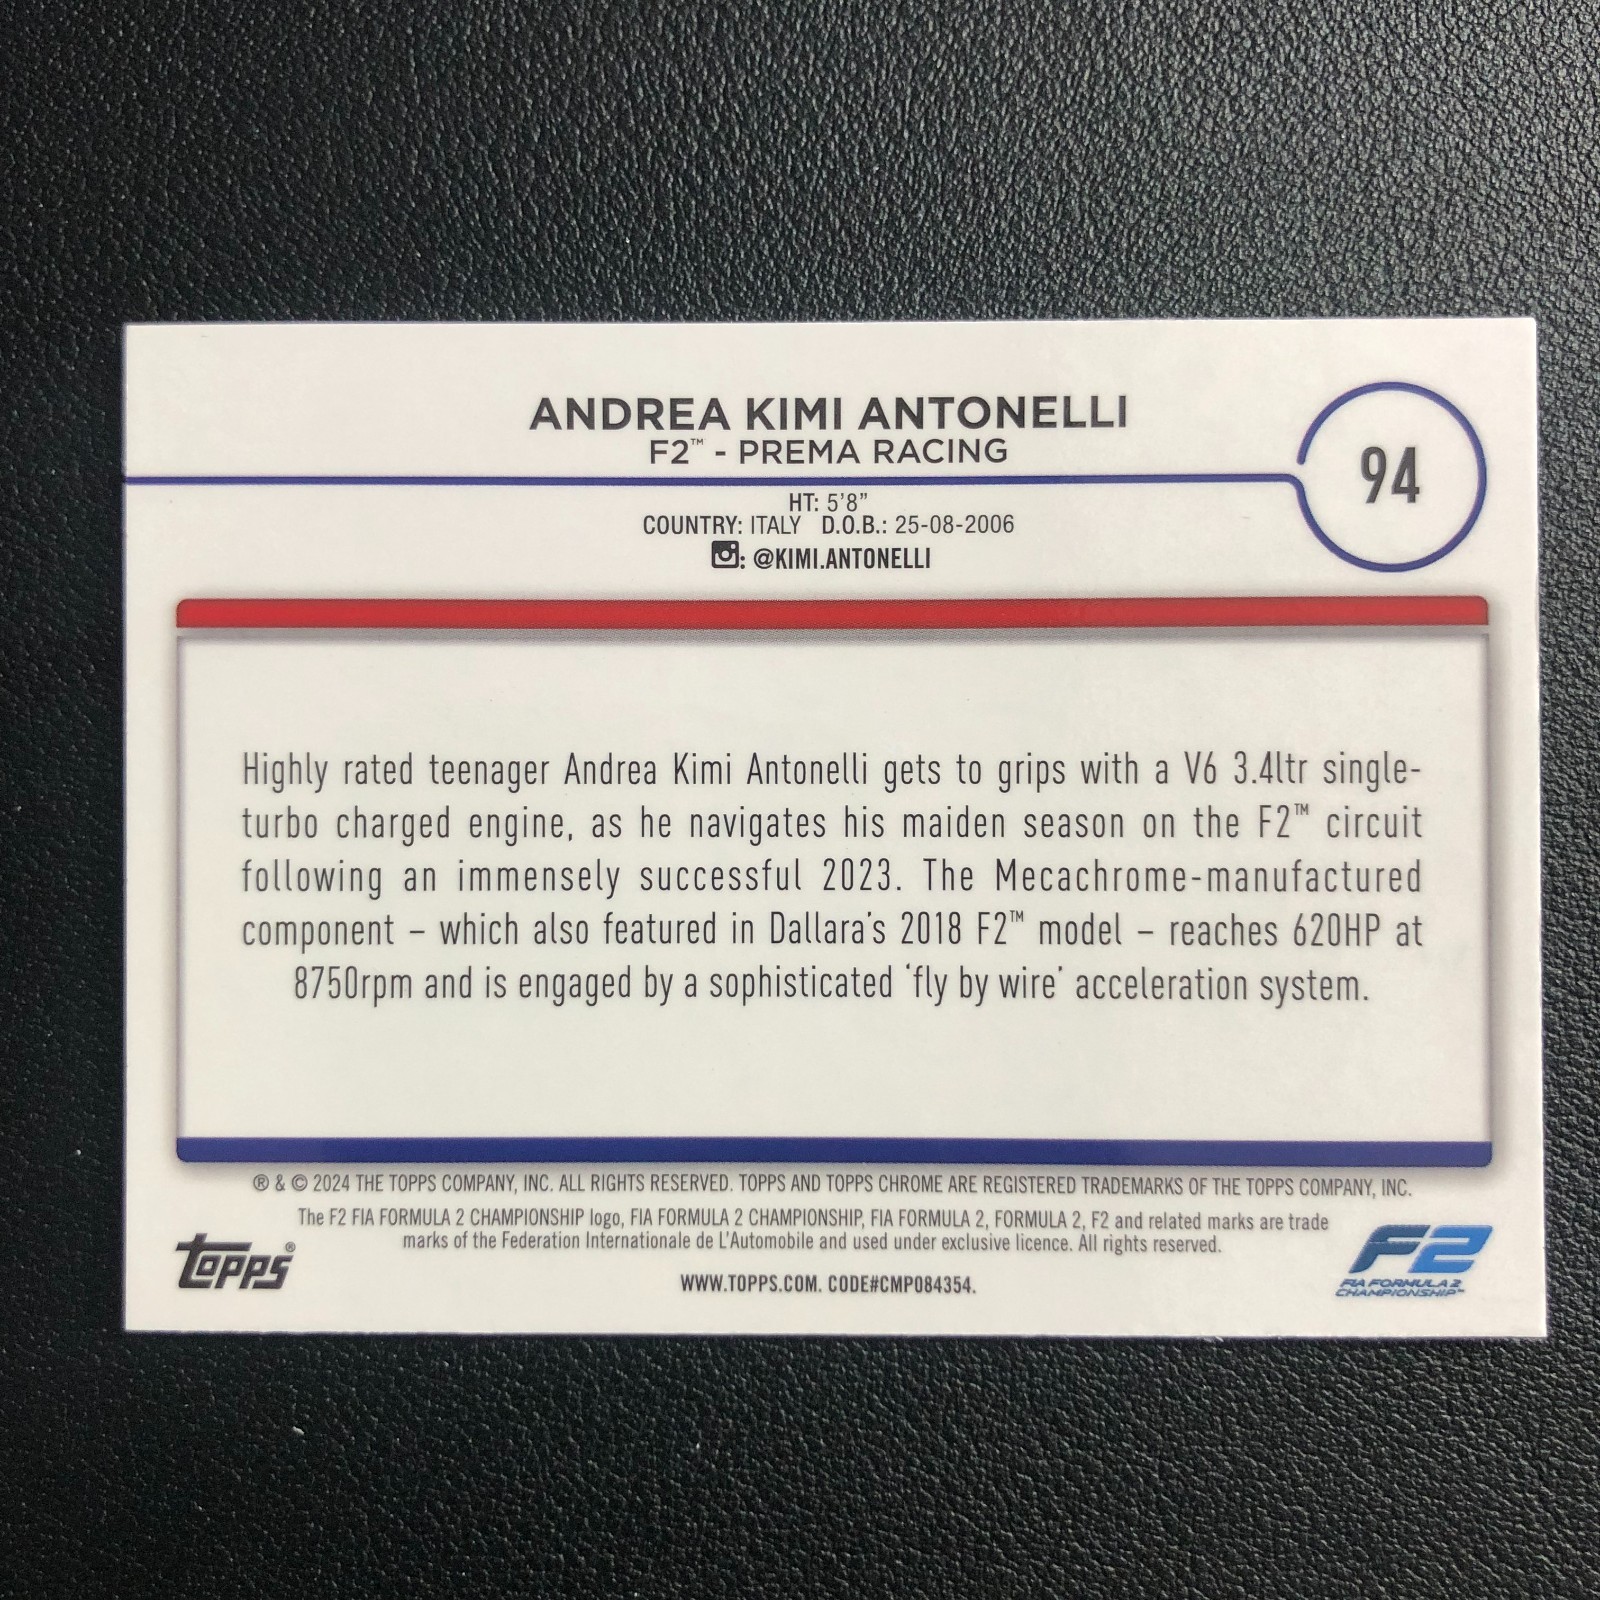 ANDREA KIMI ANTONELLI
F2™ - PREMA RACING
94
HT: 5'8"
COUNTRY: ITALY D.O.B.: 25-08-2006
: @KIMI.ANTONELLI
Highly rated teenager Andrea Kimi Antonelli gets to grips with a V6 3.4ltr single-
turbo charged engine, as he navigates his maiden season on the F2™ circuit
following an immensely successful 2023. The Mecachrome-manufactured
component – which also featured in Dallara's 2018 F2™ model – reaches 620HP at
8750rpm and is engaged by a sophisticated 'fly by wire' acceleration system.
® & © 2024 THE TOPPS COMPANY, INC. ALL RIGHTS RESERVED. TOPPS AND TOPPS CHROME ARE REGISTERED TRADEMARKS OF THE TOPPS COMPANY, INC.
The F2 FIA FORMULA 2 CHAMPIONSHIP logo, FIA FORMULA 2 CHAMPIONSHIP, FIA FORMULA 2, FORMULA 2, F2 and related marks are trade
marks of the Federation Internationale de L'Automobile and used under exclusive licence. All rights reserved.
WWW.TOPPS.COM. CODE#CMP084354.
Topps®
F2
FIA FORMULA 2
CHAMPIONSHIP™